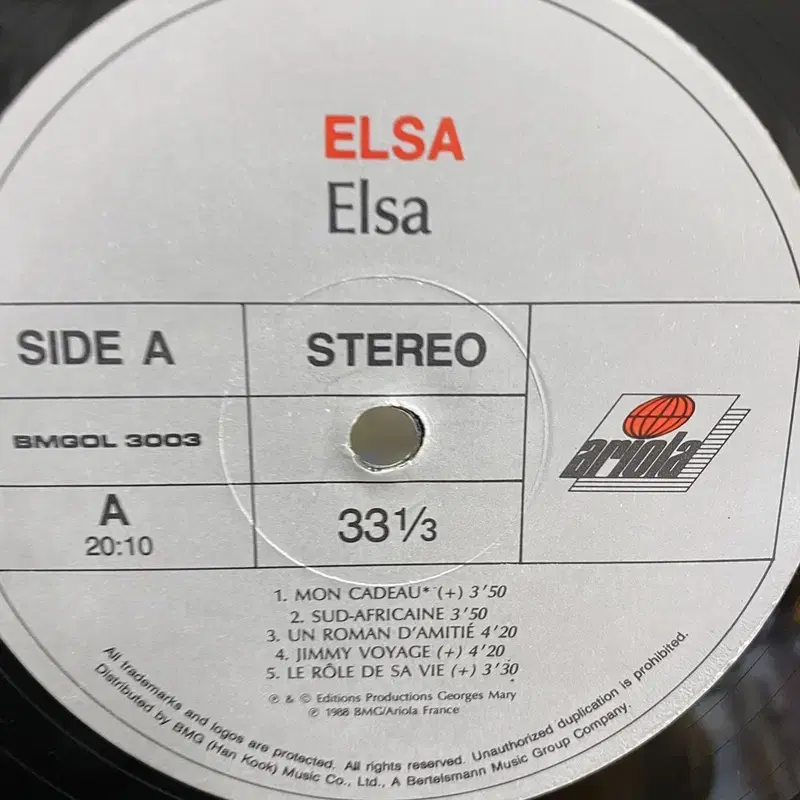 ELSA
Elsa
SIDE A
STEREO
BMGOL 3003
ariola
A
20:10
33 1/3
1. MON CADEAU* (+) 3'50
2. SUD-AFRICAINE 3'50
3. UN ROMAN D'AMITIÉ 4'20
4. JIMMY VOYAGE (+) 4'20
5. LE RÔLE DE SA VIE (+) 3'30
℗ & © Editions Productions Georges Mary
℗ 1988 BMG/Ariola France
All trademarks and logos are protected. All rights reserved. Unauthorized duplication is prohibited.
Distributed by BMG (Han Kook) Music Co., Ltd., A Bertelsmann Music Group Company.